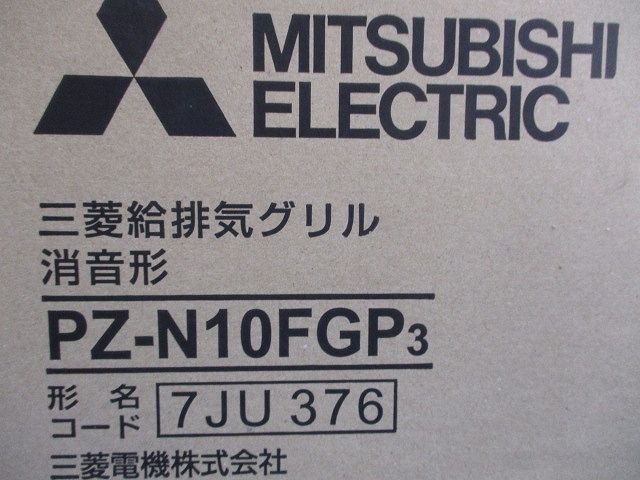 MITSUBISHI
ELECTRIC
三菱給排気グリル
消音形
PZ-N10FGP3
形名
コード 7JU 376
三菱電機株式会社